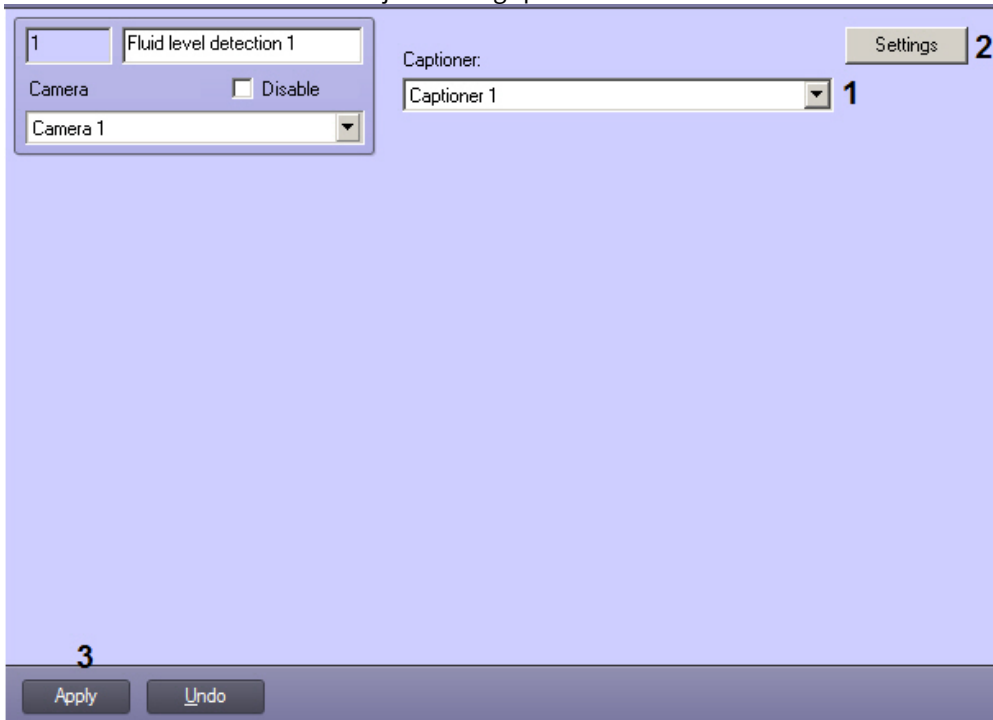 1
Fluid level detection 1
Settings
2
Captioner:
Camera
Disable
Captioner 1
1
Camera 1
3
Apply
Undo